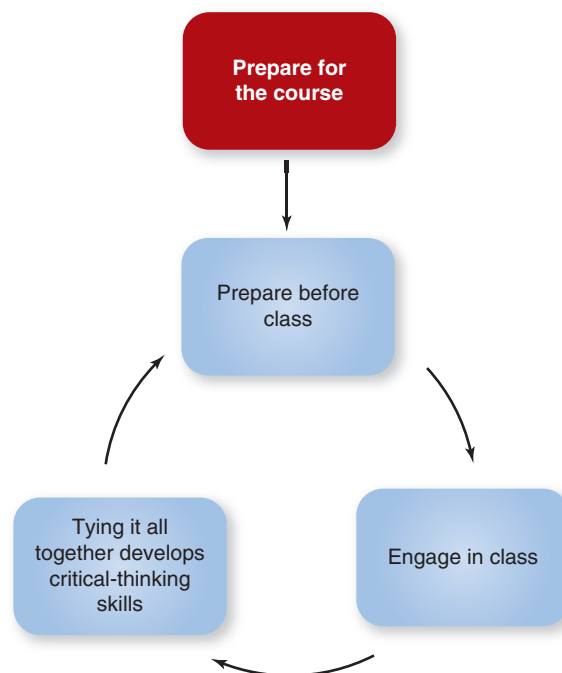 Prepare for
the course
Prepare before
class
Engage in class
Tying it all
together develops
critical-thinking
skills